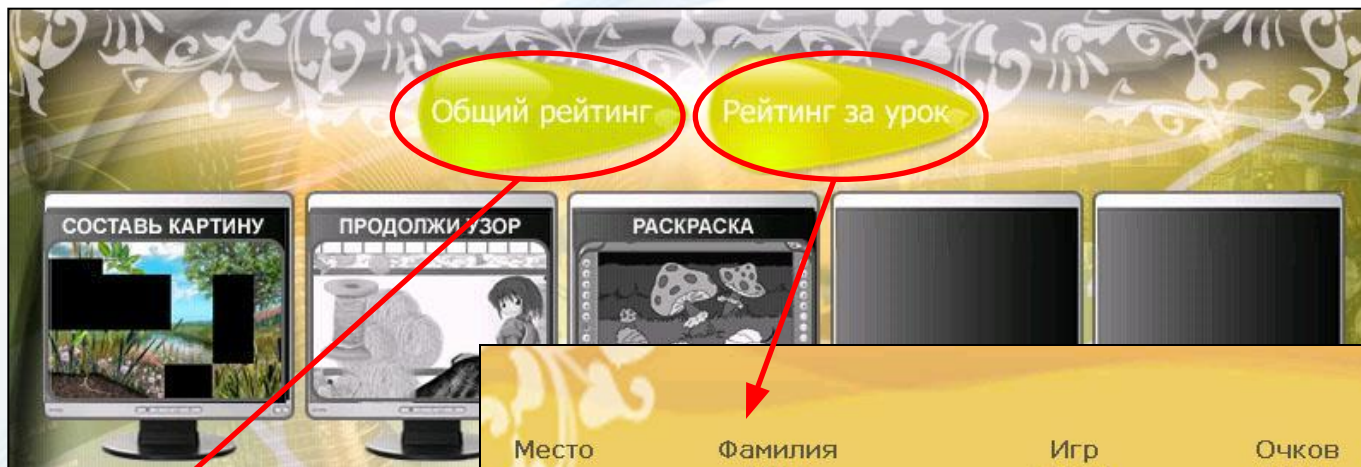 Общий рейтинг Рейтинг за урок
СОСТАВЬ КАРТИНУ ПРОДОЛЖИ УЗОР РАСКРАСКА
Место Фамилия Игр Очков